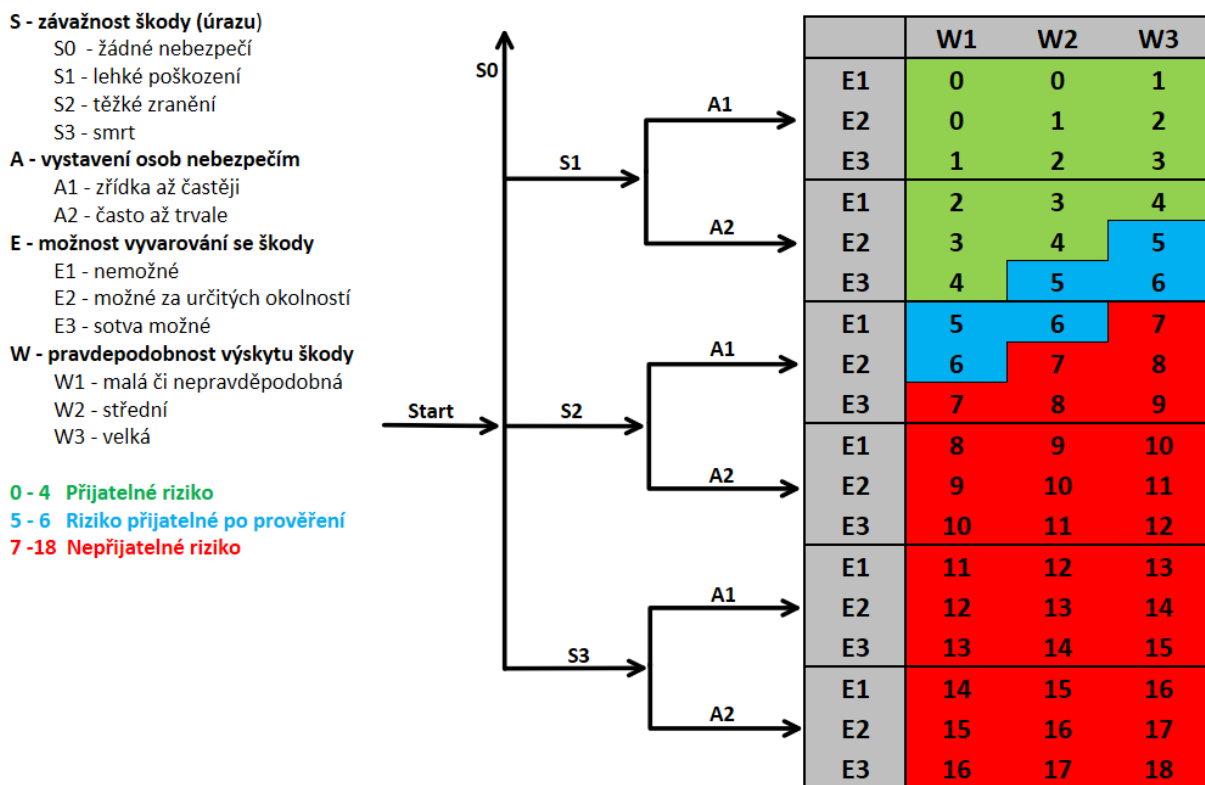 S - závažnost škody (úrazu)
S0 - žádné nebezpečí
S1 - lehké poškození
S2 - těžké zranění
S3 - smrt
A - vystavení osob nebezpečím
A1 - zřídka až častěji
A2 - často až trvale
E - možnost vyvarování se škody
E1 - nemožné
E2 - možné za určitých okolností
E3 - sotva možné
W - pravdepodobnost výskytu škody
W1 - malá či nepravděpodobná
W2 - střední
W3 - velká
0 - 4 Přijatelné riziko
5 - 6 Riziko přijatelné po prověření
7 -18 Nepřijatelné riziko
Start
S0
S1
A1
A2
S2
A1
A2
S3
A1
A2
W1 W2 W3
E1 0 0 1
E2 0 1 2
E3 1 2 3
E1 2 3 4
E2 3 4 5
E3 4 5 6
E1 5 6 7
E2 6 7 8
E3 7 8 9
E1 8 9 10
E2 9 10 11
E3 10 11 12
E1 11 12 13
E2 12 13 14
E3 13 14 15
E1 14 15 16
E2 15 16 17
E3 16 17 18